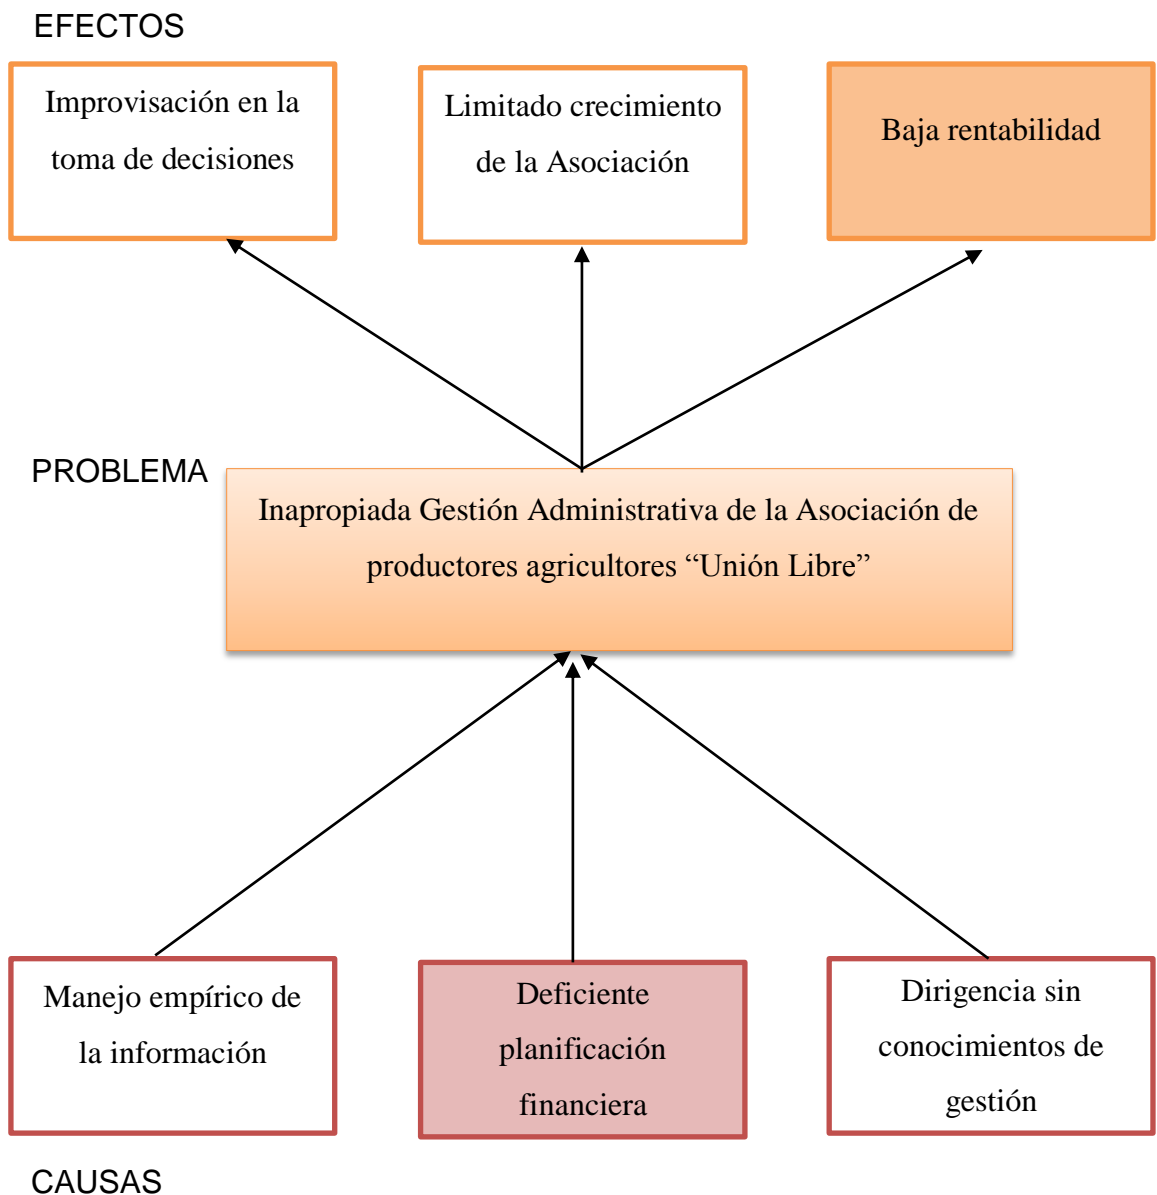 EFECTOS
Improvisación en la
toma de decisiones
Limitado crecimiento
de la Asociación
Baja rentabilidad
PROBLEMA
Inapropiada Gestión Administrativa de la Asociación de
productores agricultores “Unión Libre”
Manejo empírico de
la información
Deficiente
planificación
financiera
Dirigencia sin
conocimientos de
gestión
CAUSAS